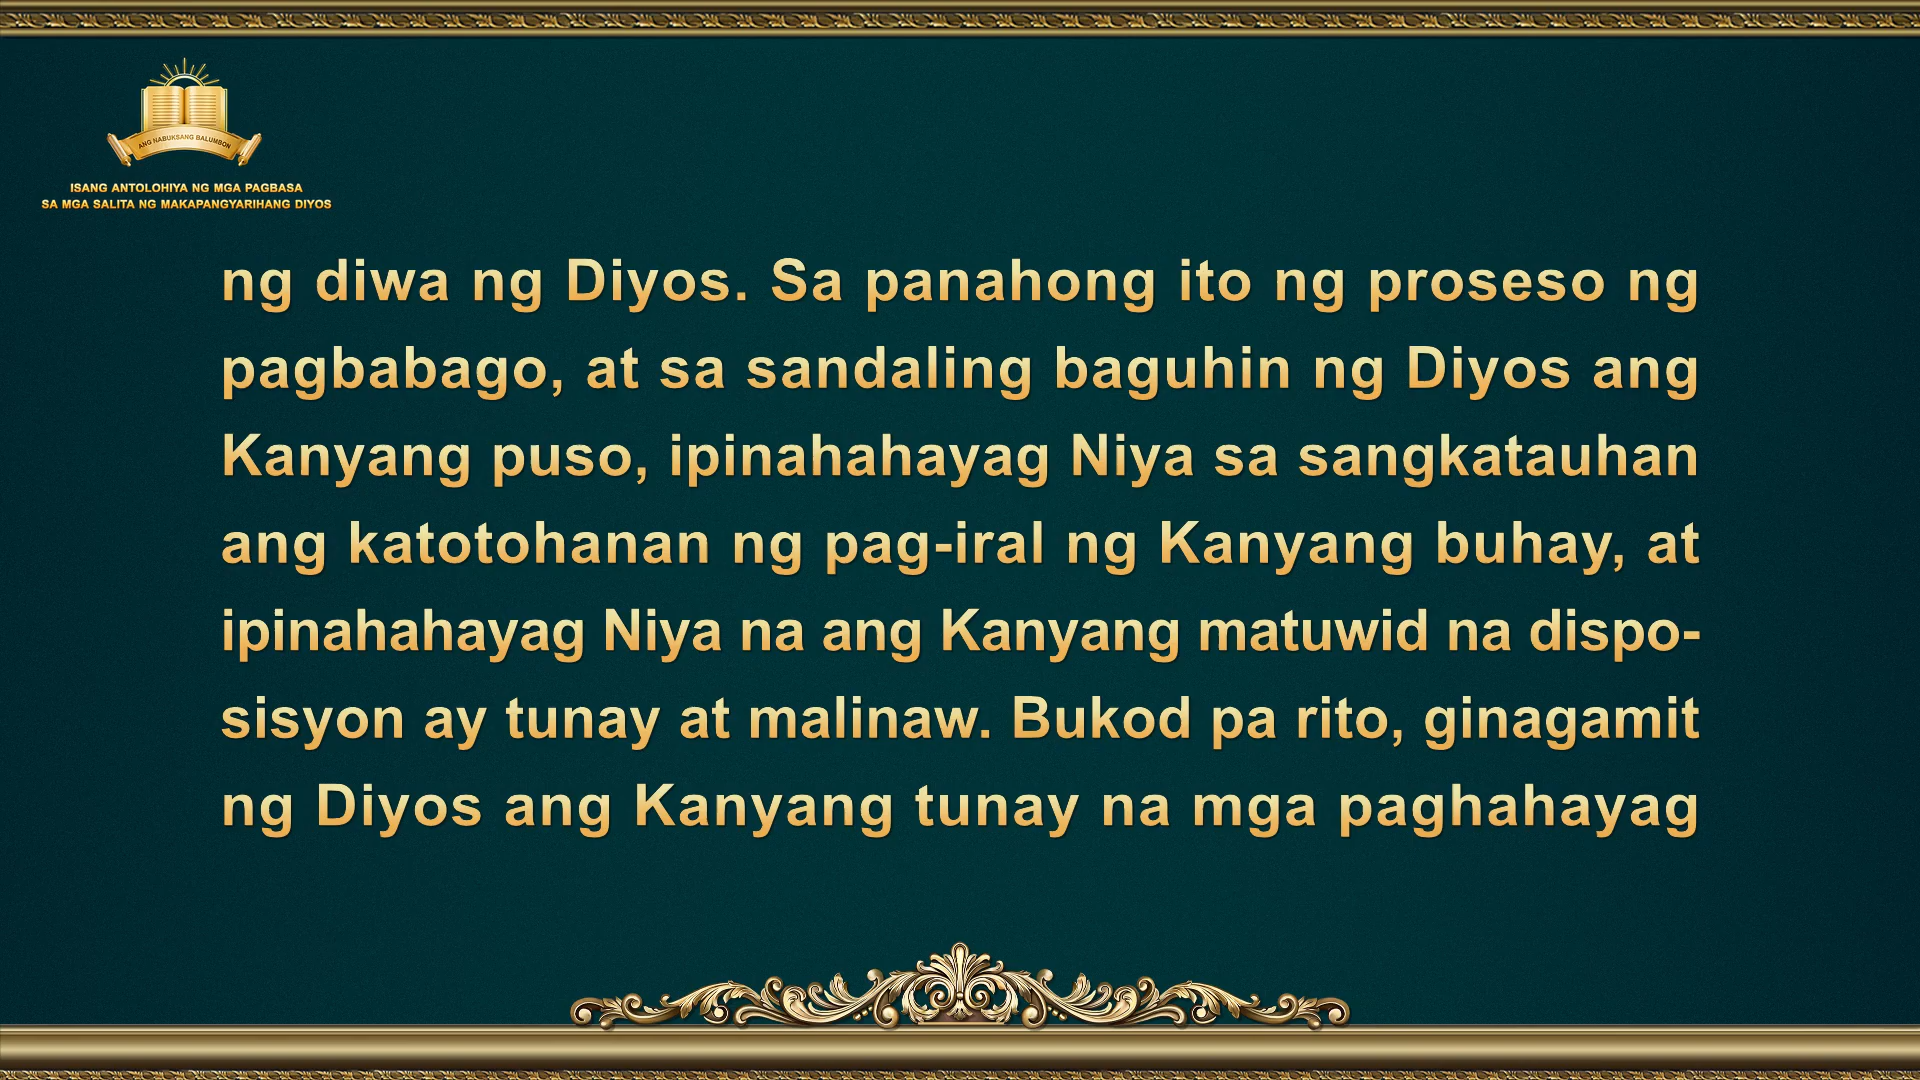 ANG NABUKSANG BALUMBON
ISANG ANTOLOHIYA NG MGA PAGBASA
SA MGA SALITA NG MAKAPANGYARIHANG DIYOS
ng diwa ng Diyos. Sa panahong ito ng proseso ng
pagbabago, at sa sandaling baguhin ng Diyos ang
Kanyang puso, ipinahahayag Niya sa sangkatauhan
ang katotohanan ng pag-iral ng Kanyang buhay, at
ipinahahayag Niya na ang Kanyang matuwid na dispo-
sisyon ay tunay at malinaw. Bukod pa rito, ginagamit
ng Diyos ang Kanyang tunay na mga paghahayag